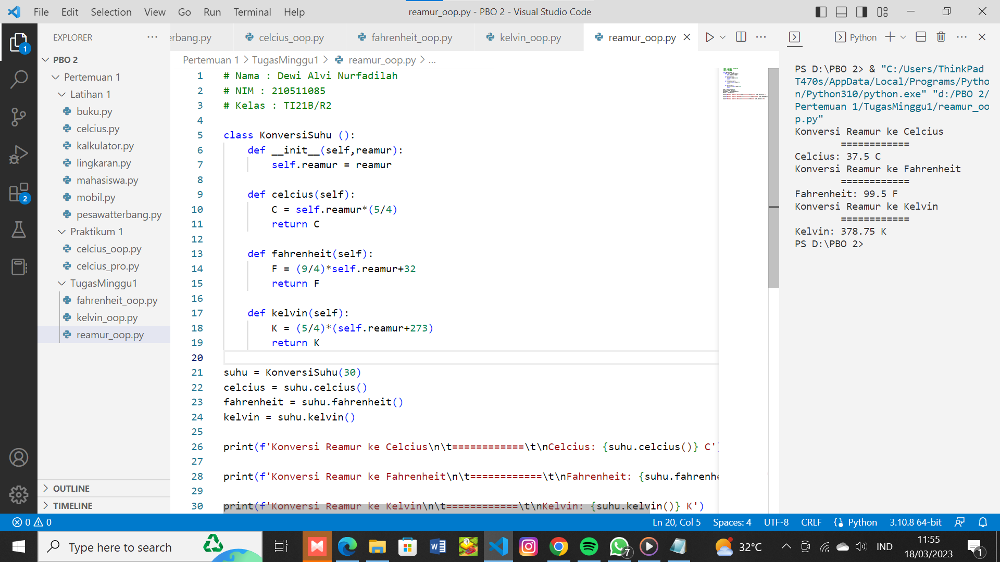 File Edit Selection View Go Run Terminal Help
reamur_oop.py - PBO 2 - Visual Studio Code
EXPLORER
1
2
PBO 2
Pertemuan 1
Latihan 1
buku.py
celcius.py
kalkulator.py
lingkaran.py
mahasiswa.py
mobil.py
pesawatterbang.py
Praktikum 1
celcius_oop.py
celcius_pro.py
TugasMinggu1
fahrenheit_oop.py
kelvin_oop.py
reamur_oop.py
OUTLINE
TIMELINE
erbang.py celcius_oop.py fahrenheit_oop.py kelvin_oop.py reamur_oop.py
Pertemuan 1 > TugasMinggu1 > reamur_oop.py > ...
1 # Nama : Dewi Alvi Nurfadilah
2 # NIM : 210511085
3 # Kelas : TI21B/R2
4
5 class KonversiSuhu ():
6 def __init__(self,reamur):
7 self.reamur = reamur
8
9 def celcius(self):
10 C = self.reamur*(5/4)
11 return C
12
13 def fahrenheit(self):
14 F = (9/4)*self.reamur+32
15 return F
16
17 def kelvin(self):
18 K = (5/4)*(self.reamur+273)
19 return K
20
21 suhu = KonversiSuhu(30)
22 celcius = suhu.celcius()
23 fahrenheit = suhu.fahrenheit()
24 kelvin = suhu.kelvin()
25
26 print(f'Konversi Reamur ke Celcius\n\t============\t\nCelcius: {suhu.celcius()} C')
27
28 print(f'Konversi Reamur ke Fahrenheit\n\t============\t\nFahrenheit: {suhu.fahrenhe
29
30 print(f'Konversi Reamur ke Kelvin\n\t============\t\nKelvin: {suhu.kelvin()} K')
Python
PS D:\PBO 2> & "C:/Users/ThinkPad
T470s/AppData/Local/Programs/Pytho
n/Python310/python.exe" "d:/PBO 2/
Pertemuan 1/TugasMinggu1/reamur_oo
p.py"
Konversi Reamur ke Celcius
============
Celcius: 37.5 C
Konversi Reamur ke Fahrenheit
============
Fahrenheit: 99.5 F
Konversi Reamur ke Kelvin
============
Kelvin: 378.75 K
PS D:\PBO 2>
0 0
Ln 20, Col 5 Spaces: 4 UTF-8 CRLF Python 3.10.8 64-bit
Type here to search
7
32°C
IND
11:55
18/03/2023
1